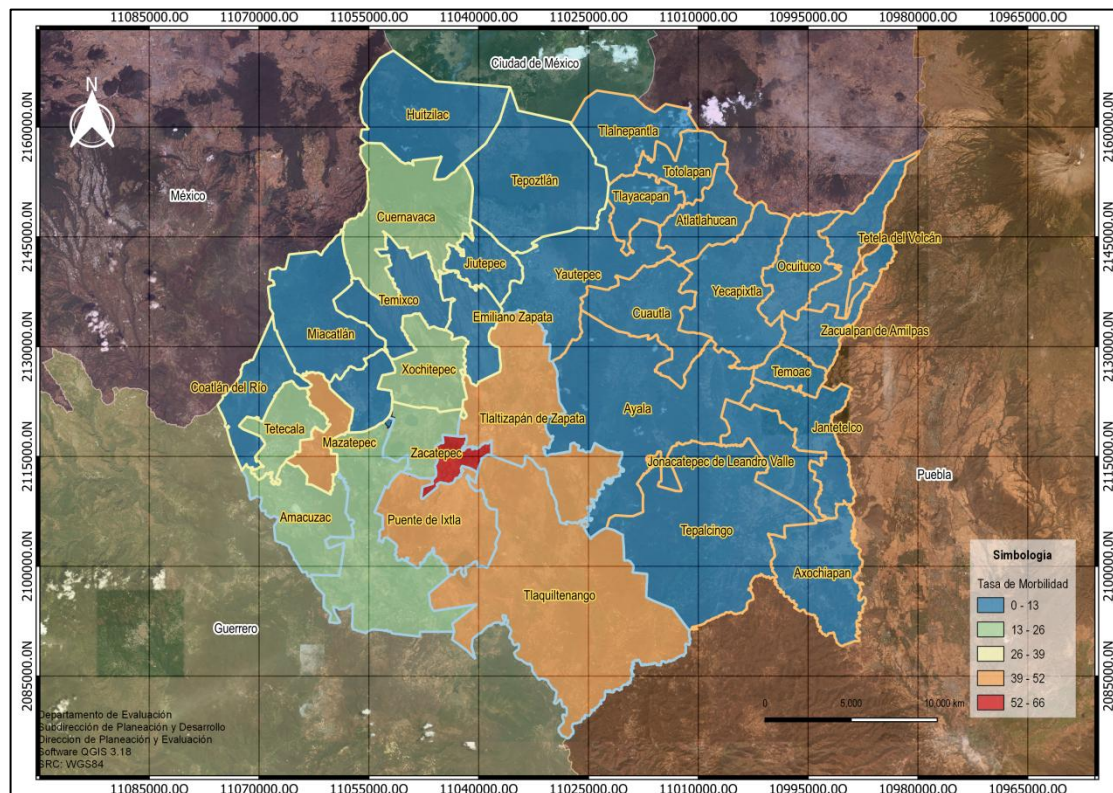 11085000.0O 11070000.0O 11055000.0O 11040000.0O 11025000.0O 11010000.0O 10995000.0O 10980000.0O 10965000.0O
Ciudad de México
N
Huitzilac
Tlalnepantla
2160000.0N 2160000.0N
Totolapan
Tepoztlán
México
Tlayacapan
Cuernavaca
Atlatlahucan
2145000.0N 2145000.0N
Tetela del Volcán
Jiutepec
Ocuituco
Yautepec
Yecapixtla
Temixco
Emiliano Zapata
Cuautla
Zacualpan de Amilpas
Miacatlán
2130000.0N 2130000.0N
Xochitepec
Temoac
Coatlán del Río
Tlaltizapán de Zapata
Ayala
Tetecala
Jantetelco
Mazatepec
Zacatepec
2115000.0N 2115000.0N
Jonacatepec de Leandro Valle
Puebla
Amacuzac
Puente de Ixtla
Tepalcingo
Simbologia
2100000.0N 2100000.0N
Axochiapan
Tasa de Morbilidad
Tlaquiltenango
0 - 13
13 - 26
Guerrero
26 - 39
39 - 52
2085000.0N 2085000.0N
52 - 66
0 5,000 10,000 km
Departamento de Evaluación
Subdirección de Planeación y Desarrollo
Direccion de Planeación y Evaluación
Software QGIS 3.18
SRC: WGS84
11085000.0O 11070000.0O 11055000.0O 11040000.0O 11025000.0O 11010000.0O 10995000.0O 10980000.0O 10965000.0O